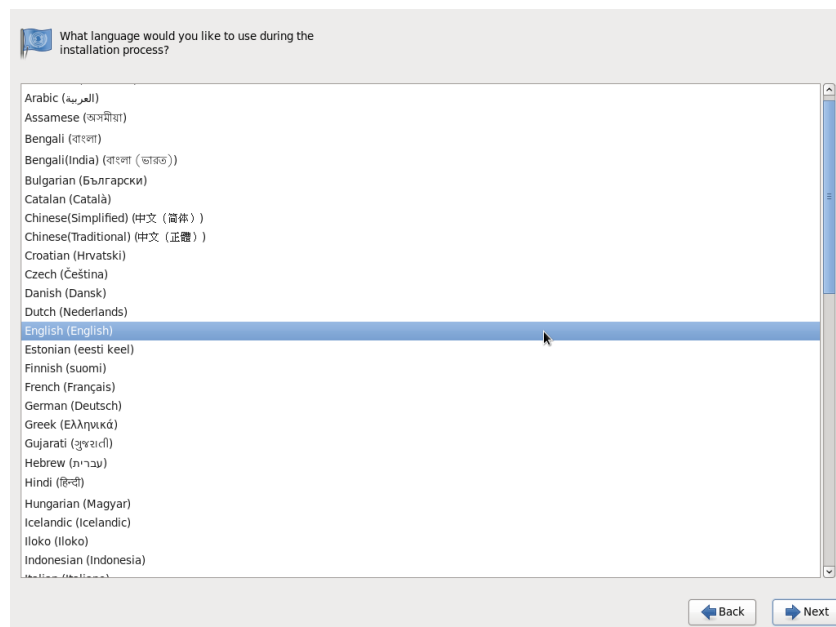 What language would you like to use during the
installation process?
Arabic (العربية)
Assamese (অসমীয়া)
Bengali (বাংলা)
Bengali(India) (বাংলা (ভারত))
Bulgarian (Български)
Catalan (Català)
Chinese(Simplified) (中文（简体）)
Chinese(Traditional) (中文（正體）)
Croatian (Hrvatski)
Czech (Čeština)
Danish (Dansk)
Dutch (Nederlands)
English (English)
Estonian (eesti keel)
Finnish (suomi)
French (Français)
German (Deutsch)
Greek (Ελληνικά)
Gujarati (ગુજરાતી)
Hebrew (עברית)
Hindi (हिन्दी)
Hungarian (Magyar)
Icelandic (Icelandic)
Iloko (Iloko)
Indonesian (Indonesia)
Back
Next